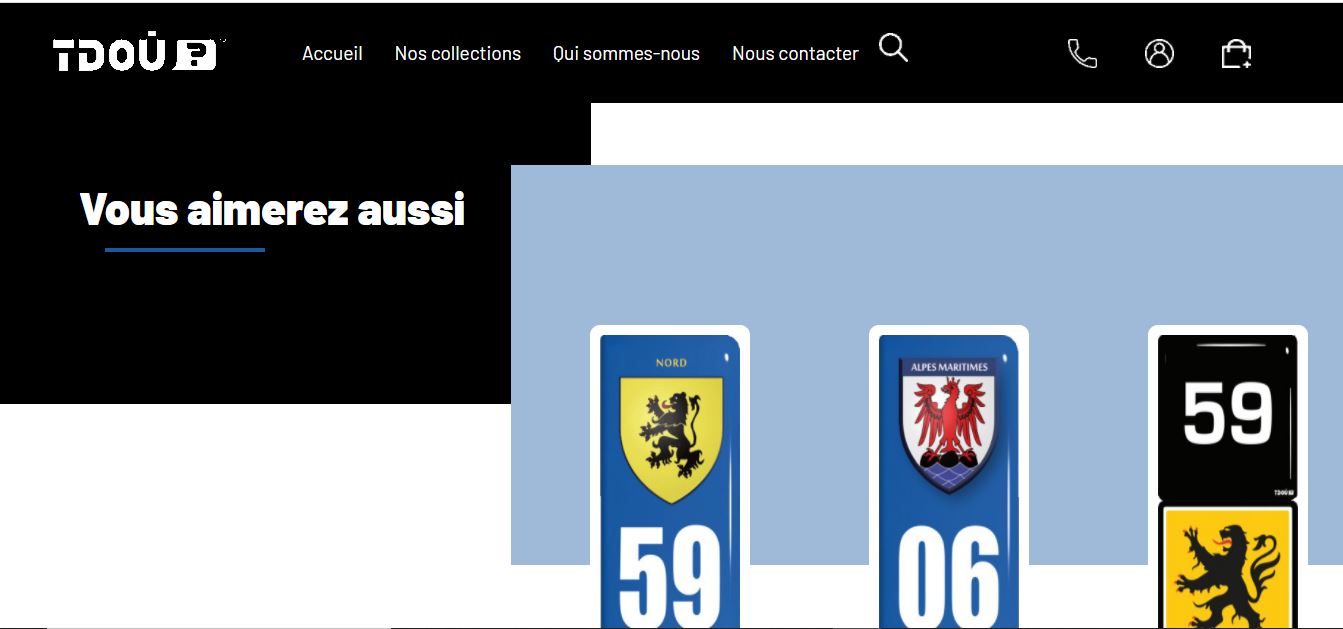 TDOÙ ?
Accueil Nos collections Qui sommes-nous Nous contacter
Vous aimerez aussi
NORD
59
ALPES MARITIMES
06
59
TDOÙ ?